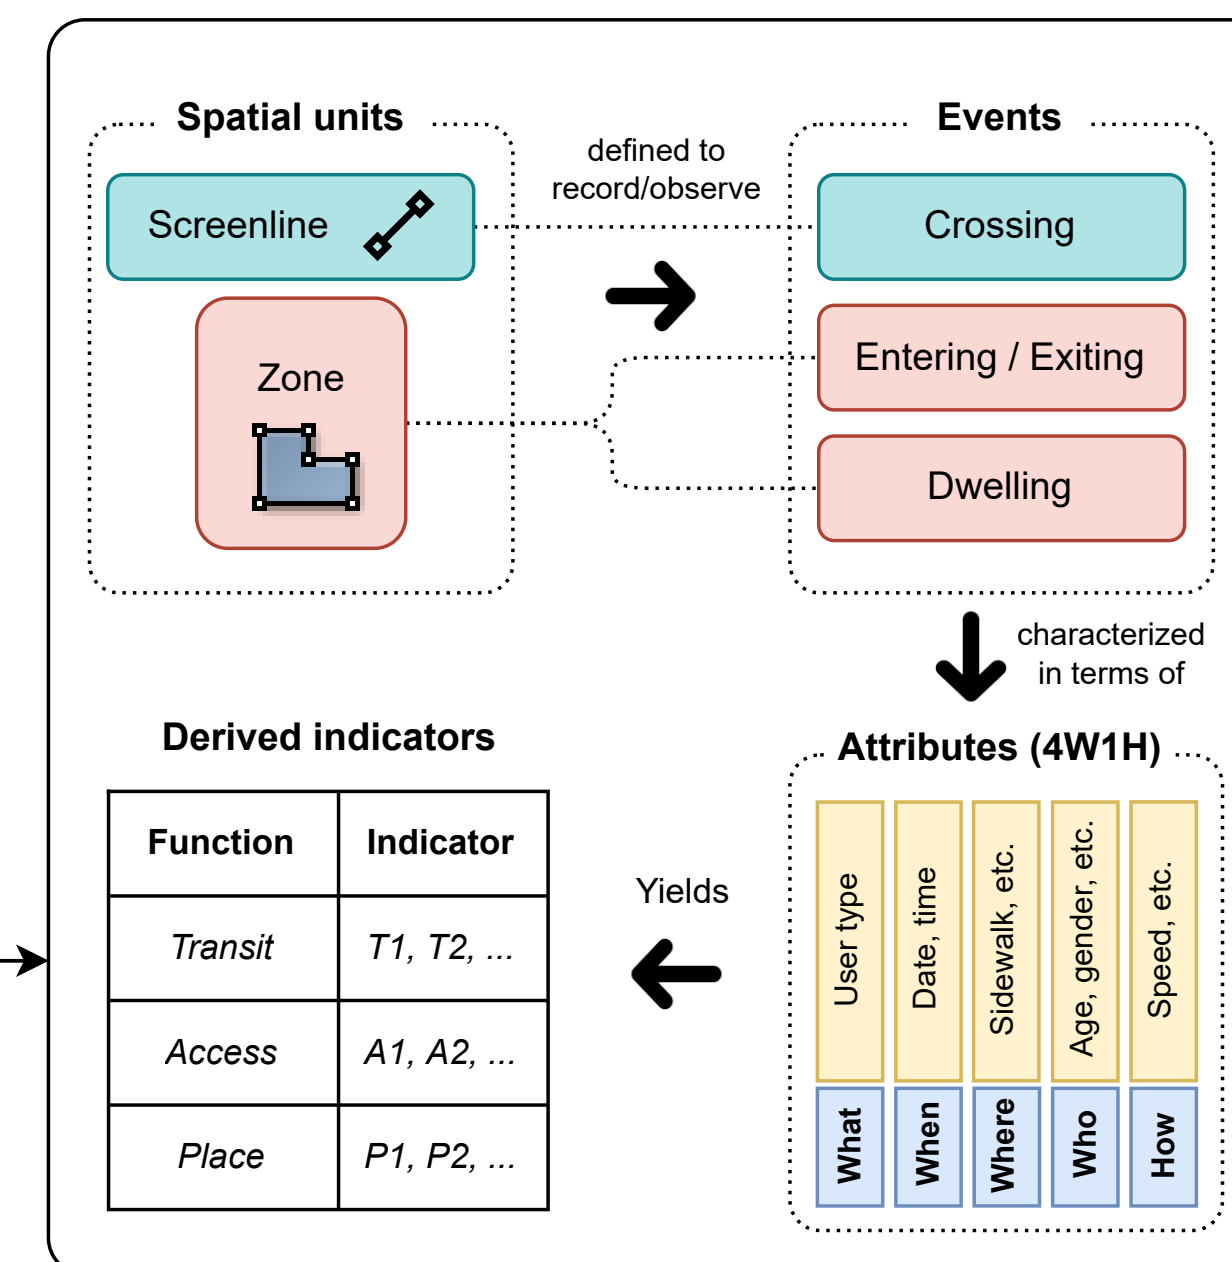 Spatial units
Screenline
Zone
defined to
record/observe
Events
Crossing
Entering / Exiting
Dwelling
characterized
in terms of
Attributes (4W1H)
User type
Date, time
Sidewalk, etc.
Age, gender, etc.
Speed, etc.
What
When
Where
Who
How
Yields
Derived indicators
Function Indicator
Transit T1, T2, ...
Access A1, A2, ...
Place P1, P2, ...